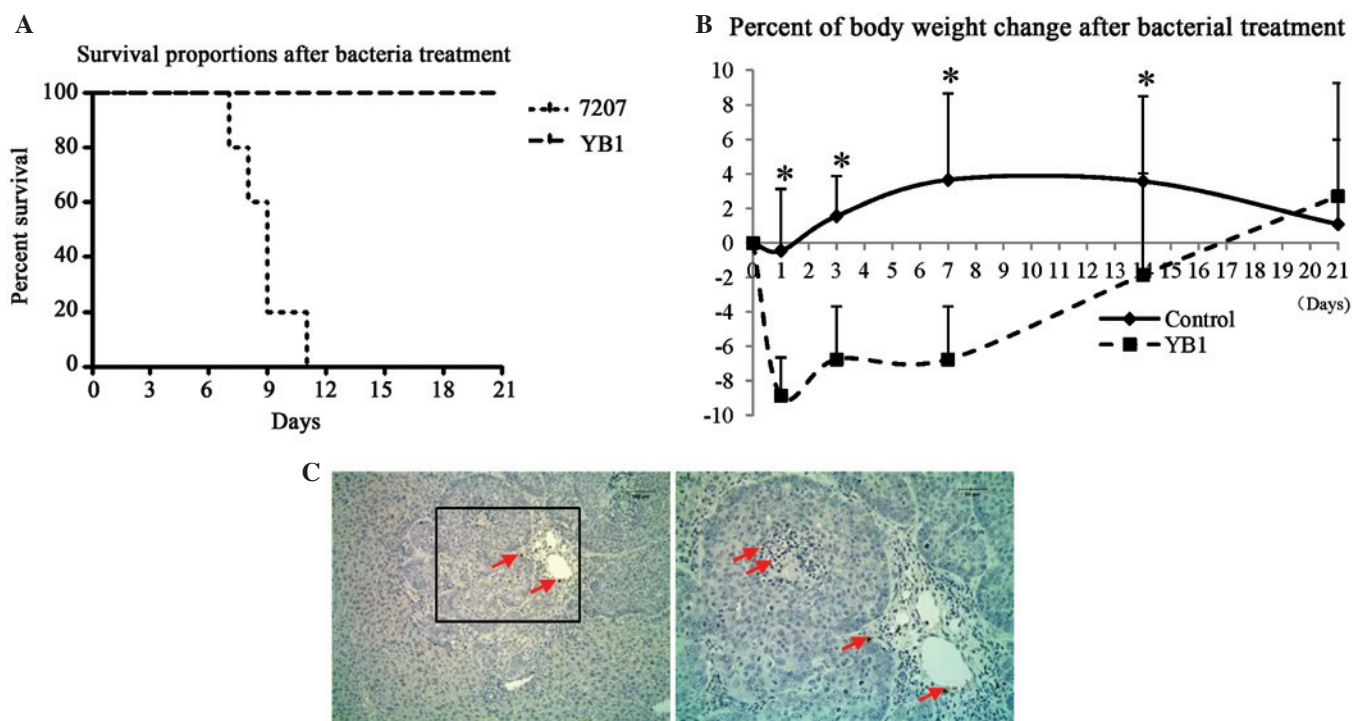 A
Survival proportions after bacteria treatment
100
80
60
40
20
0
Percent survival
0 3 6 9 12 15 18 21
Days
7207
YB1
B
Percent of body weight change after bacterial treatment
10
8
6
4
2
0
-2
-4
-6
-8
-10
* * * *
0 1 2 3 4 5 6 7 8 9 10 11 12 13 14 15 16 17 18 19 20 21
(Days)
Control
YB1
C